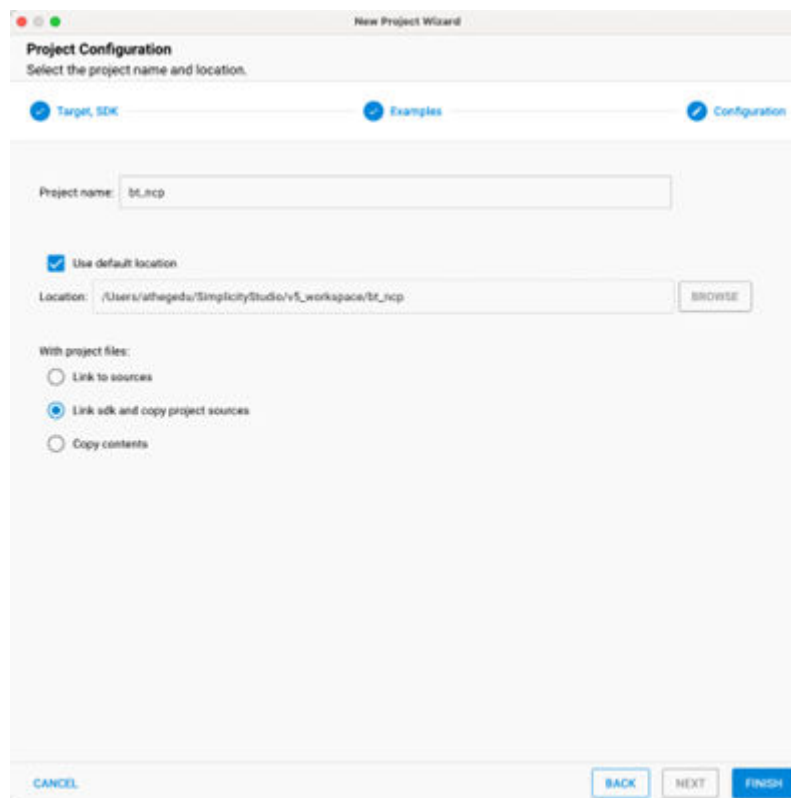 New Project Wizard
Project Configuration
Select the project name and location.
Target, SDK Examples Configuration
Project name: bt_ncp
Use default location
Location: /Users/athegedu/SimplicityStudio/v5_workspace/bt_ncp BROWSE
With project files:
Link to sources
Link sdk and copy project sources
Copy contents
CANCEL BACK NEXT FINISH